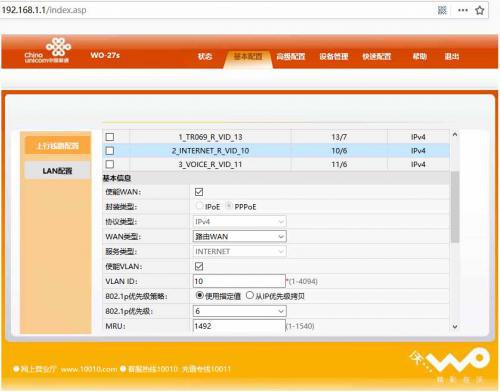 192.168.1.1/index.asp
China unicom中国联通
WO-27s 状态 基本配置 高级配置 设备管理 快速配置 帮助 退出
上行线路配置
LAN配置
1_TR069_R_VID_13 13/7 IPv4
2_INTERNET_R_VID_10 10/6 IPv4
3_VOICE_R_VID_11 11/6 IPv4
基本信息
使能WAN:
封装类型: IPoE PPPoE
协议类型: IPv4
WAN类型: 路由WAN
服务类型: INTERNET
使能VLAN:
VLAN ID: 10 *(1-4094)
802.1p优先级策略: 使用指定值 从IP优先级拷贝
802.1p优先级: 6
MRU: 1492 (1-1540)
网上营业厅 www.10010.com 客服热线10010 充值专线10011
沃 WO
精彩在沃